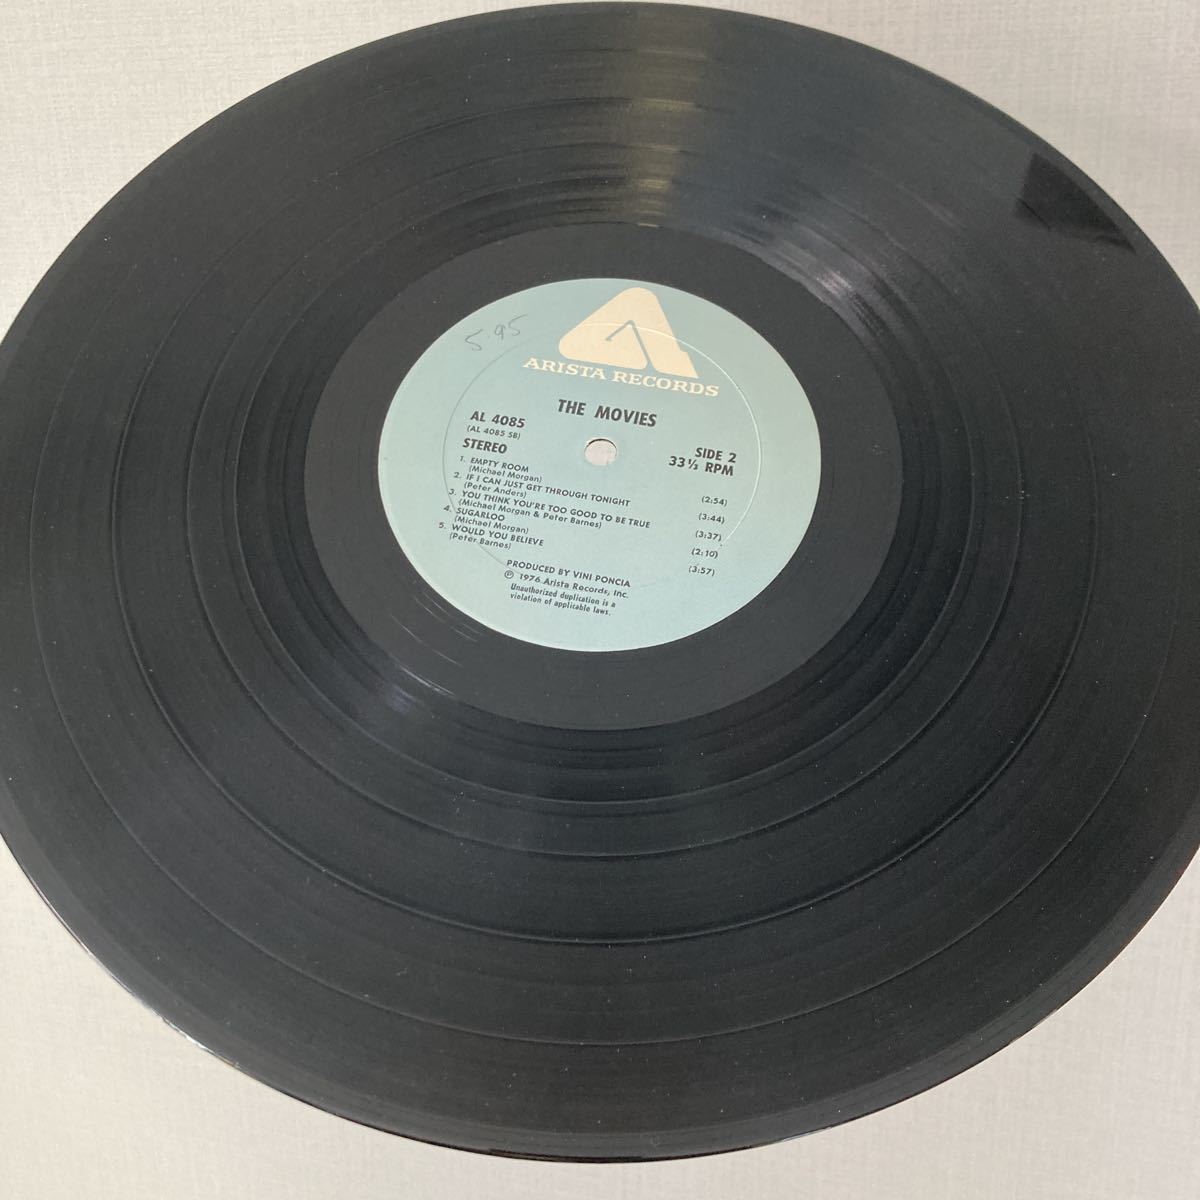 5.95
ARISTA RECORDS
THE MOVIES
AL 4085
(AL 4085 SB)
STEREO
SIDE 2
33 1/3 RPM
1. EMPTY ROOM (2:54)
(Michael Morgan)
2. IF I CAN JUST GET THROUGH TONIGHT (3:44)
(Peter Anders)
3. YOU THINK YOU'RE TOO GOOD TO BE TRUE (3:37)
(Michael Morgan & Peter Barnes)
4. SUGARLOO (2:10)
(Michael Morgan)
5. WOULD YOU BELIEVE (3:57)
(Peter Barnes)
PRODUCED BY VINI PONCIA
℗ 1976 Arista Records, Inc.
Unauthorized duplication is a
violation of applicable laws.